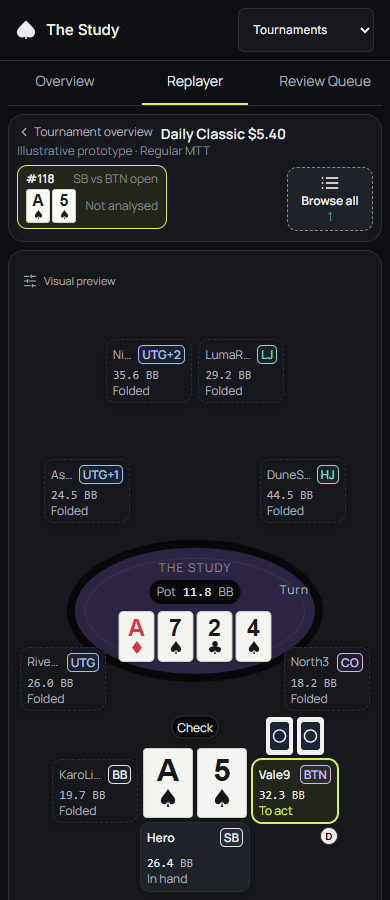 The Study
Tournaments
Overview
Replayer
Review Queue
Tournament overview
Daily Classic $5.40
Illustrative prototype · Regular MTT
#118 SB vs BTN open
A 5
Not analysed
Browse all
1
Visual preview
Ni... UTG+2
35.6 BB
Folded
LumaR... LJ
29.2 BB
Folded
As... UTG+1
24.5 BB
Folded
DuneS... HJ
44.5 BB
Folded
THE STUDY
Pot 11.8 BB
Turn
A 7 2 4
Rive... UTG
26.0 BB
Folded
North3 CO
18.2 BB
Folded
Check
KaroLi... BB
19.7 BB
Folded
A 5
Vale9 BTN
32.3 BB
To act
D
Hero SB
26.4 BB
In hand